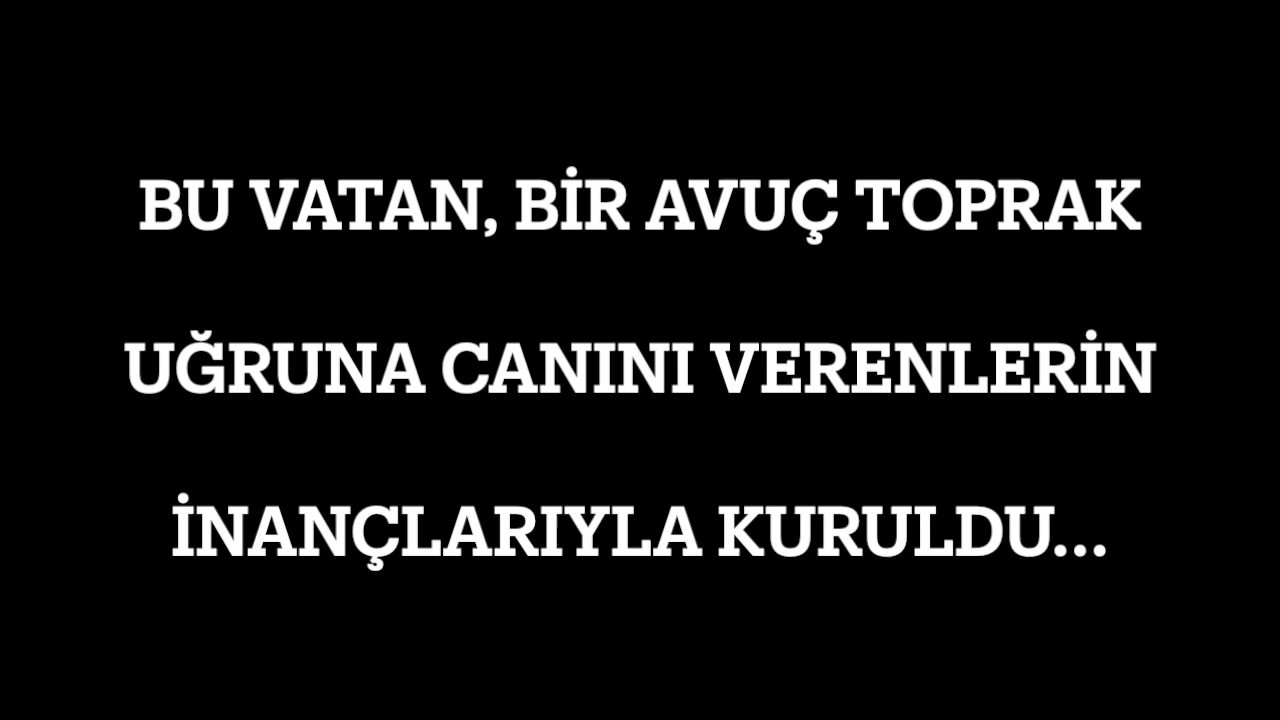 BU VATAN, BİR AVUÇ TOPRAK
UĞRUNA CANINI VERENLERİN
İNANÇLARIYLA KURULDU...